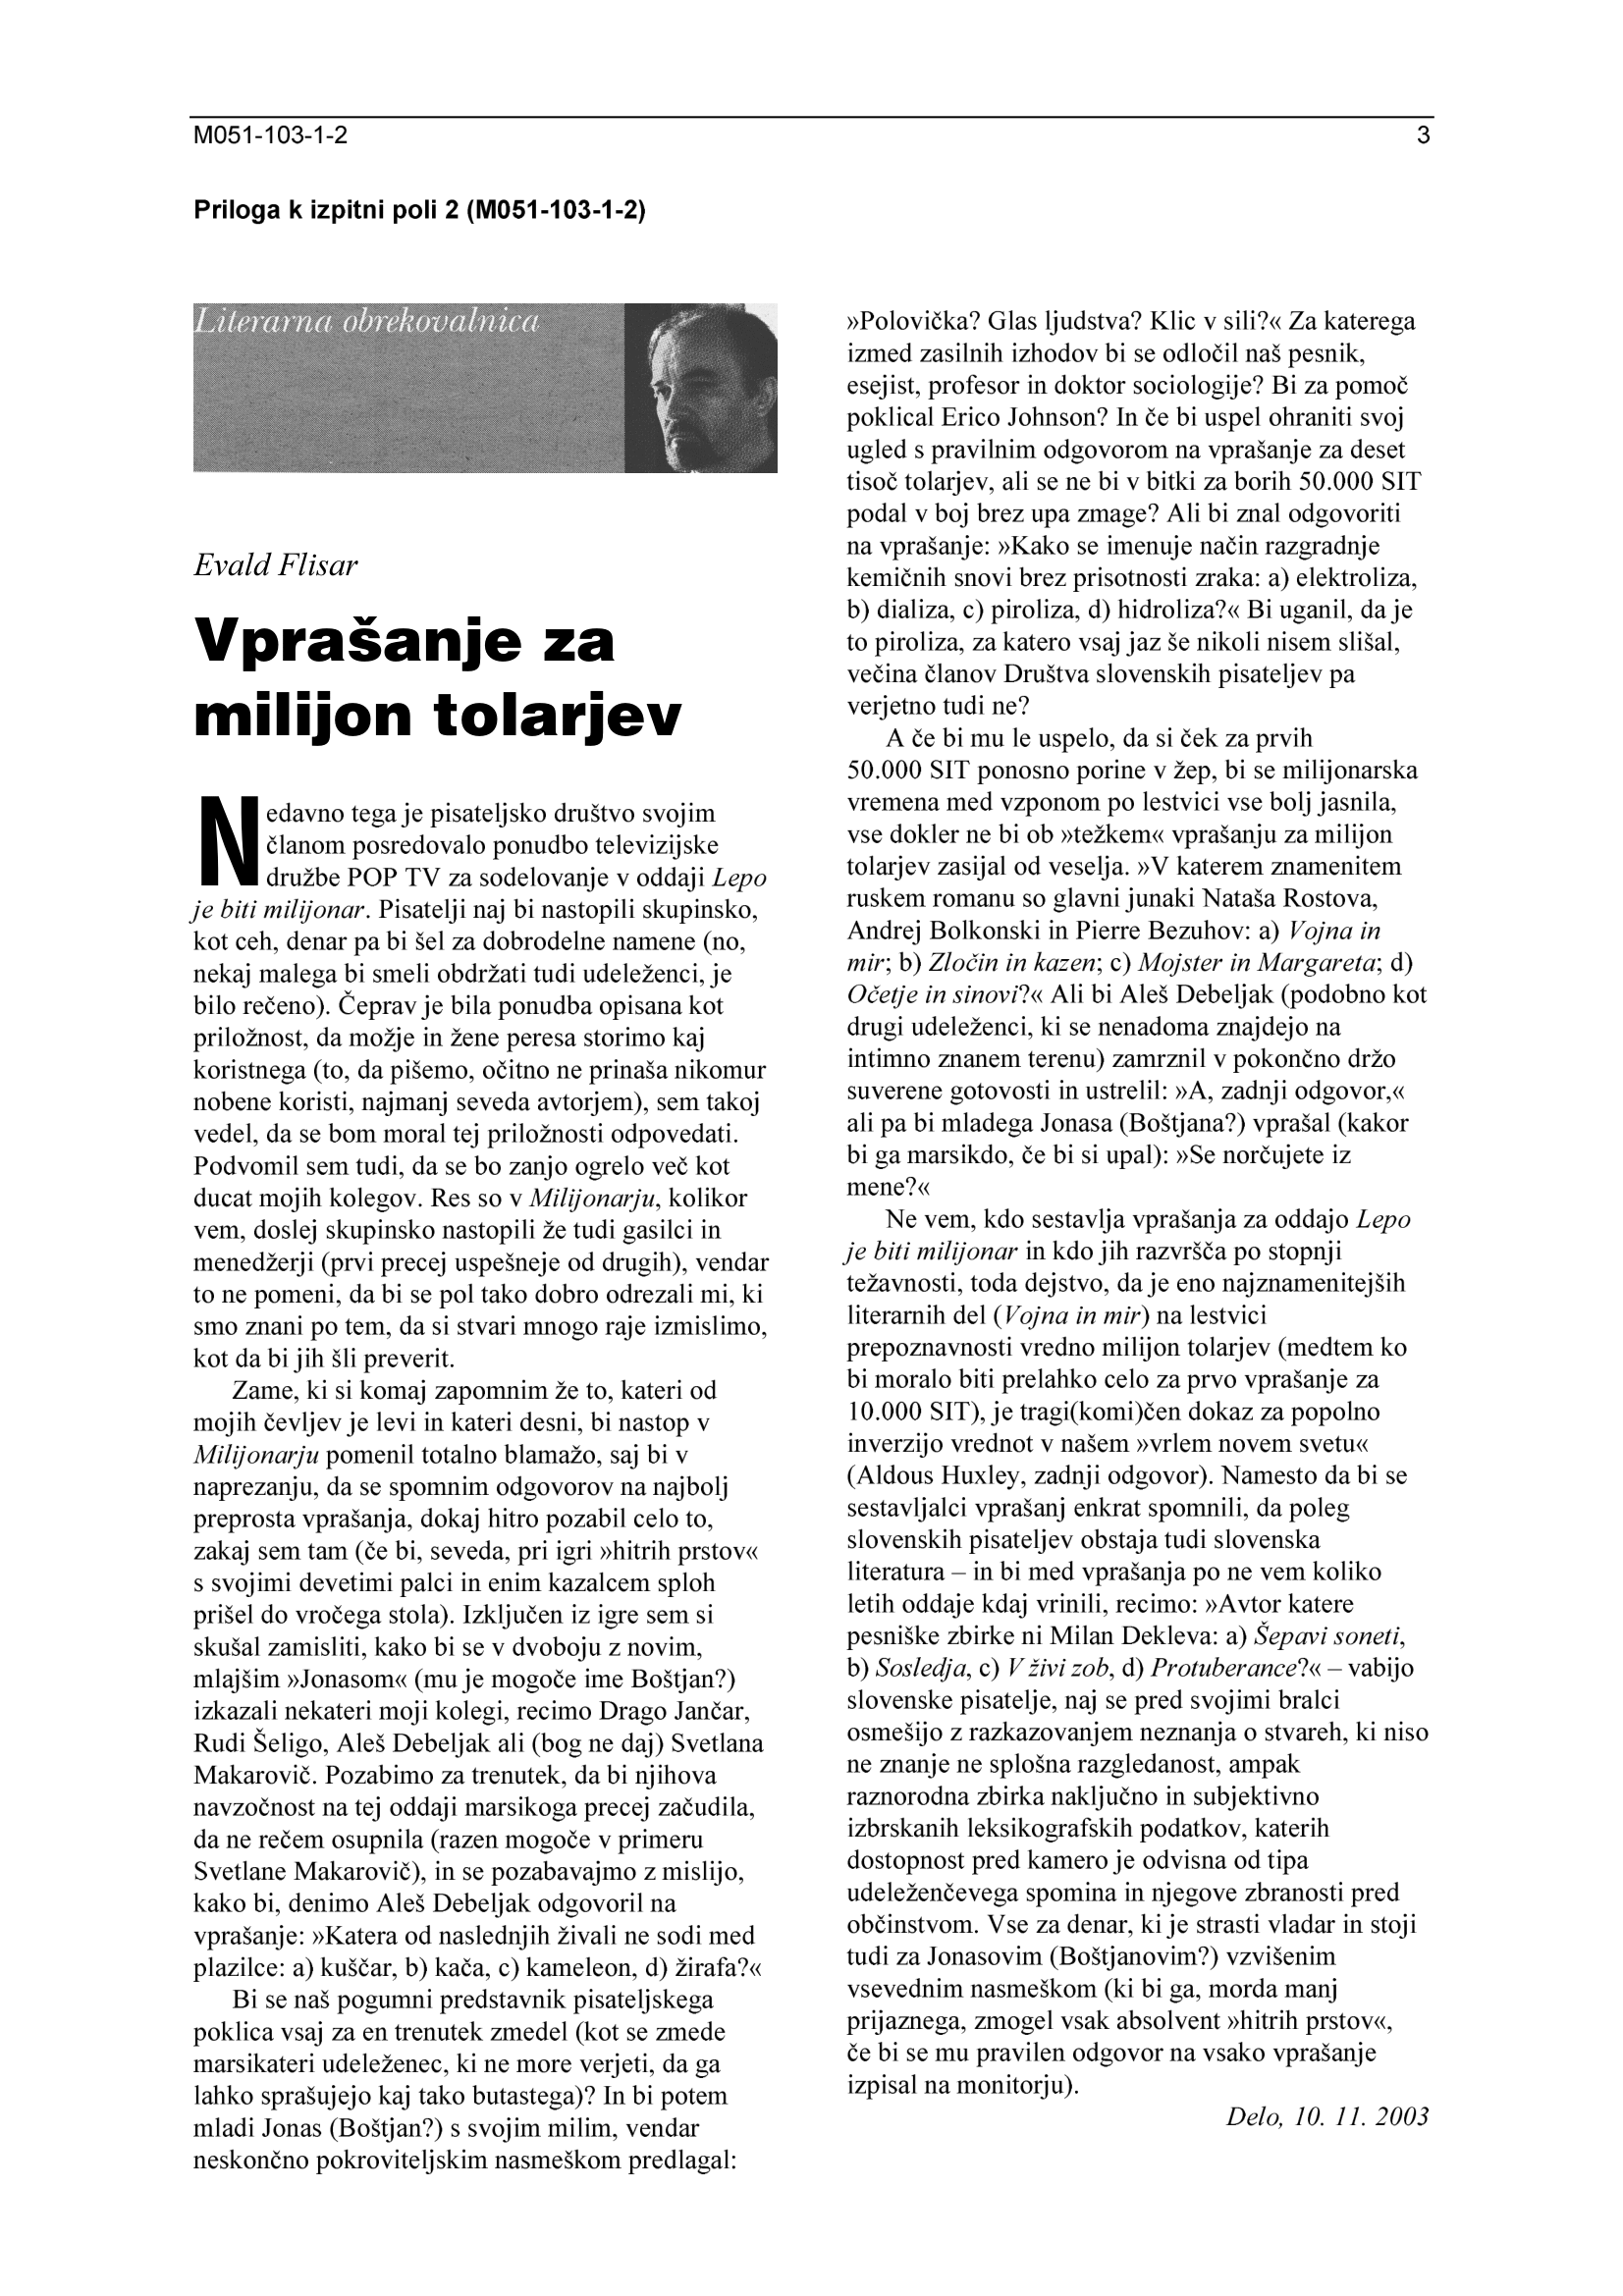 M051-103-1-2
3
Priloga k izpitni poli 2 (M051-103-1-2)
Literarna obrekovalnica
Evald Flisar
Vprašanje za
milijon tolarjev
Nedavno tega je pisateljsko društvo svojim
članom posredovalo ponudbo televizijske
družbe POP TV za sodelovanje v oddaji Lepo
je biti milijonar. Pisatelji naj bi nastopili skupinsko,
kot ceh, denar pa bi šel za dobrodelne namene (no,
nekaj malega bi smeli obdržati tudi udeleženci, je
bilo rečeno). Čeprav je bila ponudba opisana kot
priložnost, da možje in žene peresa storimo kaj
koristnega (to, da pišemo, očitno ne prinaša nikomur
nobene koristi, najmanj seveda avtorjem), sem takoj
vedel, da se bom moral tej priložnosti odpovedati.
Podvomil sem tudi, da se bo zanjo ogrelo več kot
ducat mojih kolegov. Res so v Milijonarju, kolikor
vem, doslej skupinsko nastopili že tudi gasilci in
menedžerji (prvi precej uspešneje od drugih), vendar
to ne pomeni, da bi se pol tako dobro odrezali mi, ki
smo znani po tem, da si stvari mnogo raje izmislimo,
kot da bi jih šli preverit.
Zame, ki si komaj zapomnim že to, kateri od
mojih čevljev je levi in kateri desni, bi nastop v
Milijonarju pomenil totalno blamažo, saj bi v
naprezanju, da se spomnim odgovorov na najbolj
preprosta vprašanja, dokaj hitro pozabil celo to,
zakaj sem tam (če bi, seveda, pri igri »hitrih prstov«
s svojimi devetimi palci in enim kazalcem sploh
prišel do vročega stola). Izključen iz igre sem si
skušal zamisliti, kako bi se v dvoboju z novim,
mlajšim »Jonasom« (mu je mogoče ime Boštjan?)
izkazali nekateri moji kolegi, recimo Drago Jančar,
Rudi Šeligo, Aleš Debeljak ali (bog ne daj) Svetlana
Makarovič. Pozabimo za trenutek, da bi njihova
navzočnost na tej oddaji marsikoga precej začudila,
da ne rečem osupnila (razen mogoče v primeru
Svetlane Makarovič), in se pozabavajmo z mislijo,
kako bi, denimo Aleš Debeljak odgovoril na
vprašanje: »Katera od naslednjih živali ne sodi med
plazilce: a) kuščar, b) kača, c) kameleon, d) žirafa?«
Bi se naš pogumni predstavnik pisateljskega
poklica vsaj za en trenutek zmedel (kot se zmede
marsikateri udeleženec, ki ne more verjeti, da ga
lahko sprašujejo kaj tako butastega)? In bi potem
mladi Jonas (Boštjan?) s svojim milim, vendar
neskončno pokroviteljskim nasmeškom predlagal:
»Polovička? Glas ljudstva? Klic v sili?« Za katerega
izmed zasilnih izhodov bi se odločil naš pesnik,
esejist, profesor in doktor sociologije? Bi za pomoč
poklical Erico Johnson? In če bi uspel ohraniti svoj
ugled s pravilnim odgovorom na vprašanje za deset
tisoč tolarjev, ali se ne bi v bitki za borih 50.000 SIT
podal v boj brez upa zmage? Ali bi znal odgovoriti
na vprašanje: »Kako se imenuje način razgradnje
kemičnih snovi brez prisotnosti zraka: a) elektroliza,
b) dializa, c) piroliza, d) hidroliza?« Bi uganil, da je
to piroliza, za katero vsaj jaz še nikoli nisem slišal,
večina članov Društva slovenskih pisateljev pa
verjetno tudi ne?
A če bi mu le uspelo, da si ček za prvih
50.000 SIT ponosno porine v žep, bi se milijonarska
vremena med vzponom po lestvici vse bolj jasnila,
vse dokler ne bi ob »težkem« vprašanju za milijon
tolarjev zasijal od veselja. »V katerem znamenitem
ruskem romanu so glavni junaki Nataša Rostova,
Andrej Bolkonski in Pierre Bezuhov: a) Vojna in
mir; b) Zločin in kazen; c) Mojster in Margareta; d)
Očetje in sinovi?« Ali bi Aleš Debeljak (podobno kot
drugi udeleženci, ki se nenadoma znajdejo na
intimno znanem terenu) zamrznil v pokončno držo
suverene gotovosti in ustrelil: »A, zadnji odgovor,«
ali pa bi mladega Jonasa (Boštjana?) vprašal (kakor
bi ga marsikdo, če bi si upal): »Se norčujete iz
mene?«
Ne vem, kdo sestavlja vprašanja za oddajo Lepo
je biti milijonar in kdo jih razvršča po stopnji
težavnosti, toda dejstvo, da je eno najznamenitejših
literarnih del (Vojna in mir) na lestvici
prepoznavnosti vredno milijon tolarjev (medtem ko
bi moralo biti prelahko celo za prvo vprašanje za
10.000 SIT), je tragi(komi)čen dokaz za popolno
inverzijo vrednot v našem »vrlem novem svetu«
(Aldous Huxley, zadnji odgovor). Namesto da bi se
sestavljalci vprašanj enkrat spomnili, da poleg
slovenskih pisateljev obstaja tudi slovenska
literatura – in bi med vprašanja po ne vem koliko
letih oddaje kdaj vrinili, recimo: »Avtor katere
pesniške zbirke ni Milan Dekleva: a) Šepavi soneti,
b) Sosledja, c) V živi zob, d) Protuberance?« – vabijo
slovenske pisatelje, naj se pred svojimi bralci
osmešijo z razkazovanjem neznanja o stvareh, ki niso
ne znanje ne splošna razgledanost, ampak
raznorodna zbirka naključno in subjektivno
izbrskanih leksikografskih podatkov, katerih
dostopnost pred kamero je odvisna od tipa
udeleženčevega spomina in njegove zbranosti pred
občinstvom. Vse za denar, ki je strasti vladar in stoji
tudi za Jonasovim (Boštjanovim?) vzvišenim
vsevednim nasmeškom (ki bi ga, morda manj
prijaznega, zmogel vsak absolvent »hitrih prstov«,
če bi se mu pravilen odgovor na vsako vprašanje
izpisal na monitorju).
Delo, 10. 11. 2003